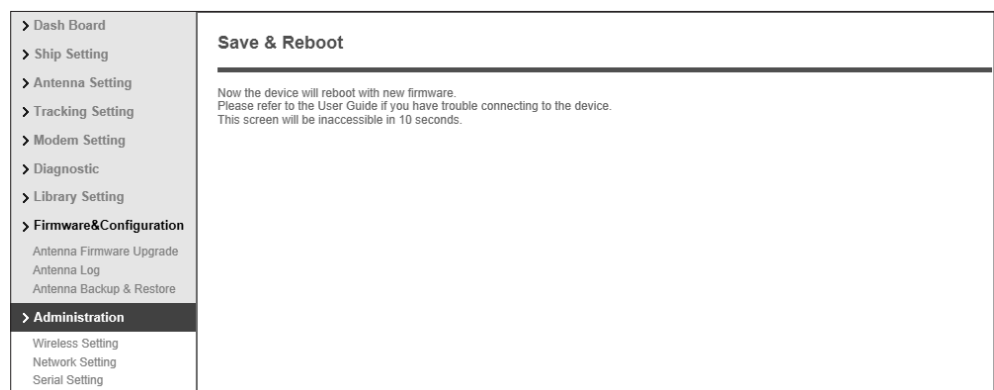 Dash Board
Ship Setting
Antenna Setting
Tracking Setting
Modem Setting
Diagnostic
Library Setting
Firmware&Configuration
Antenna Firmware Upgrade
Antenna Log
Antenna Backup & Restore
Administration
Wireless Setting
Network Setting
Serial Setting
Save & Reboot
Now the device will reboot with new firmware.
Please refer to the User Guide if you have trouble connecting to the device.
This screen will be inaccessible in 10 seconds.